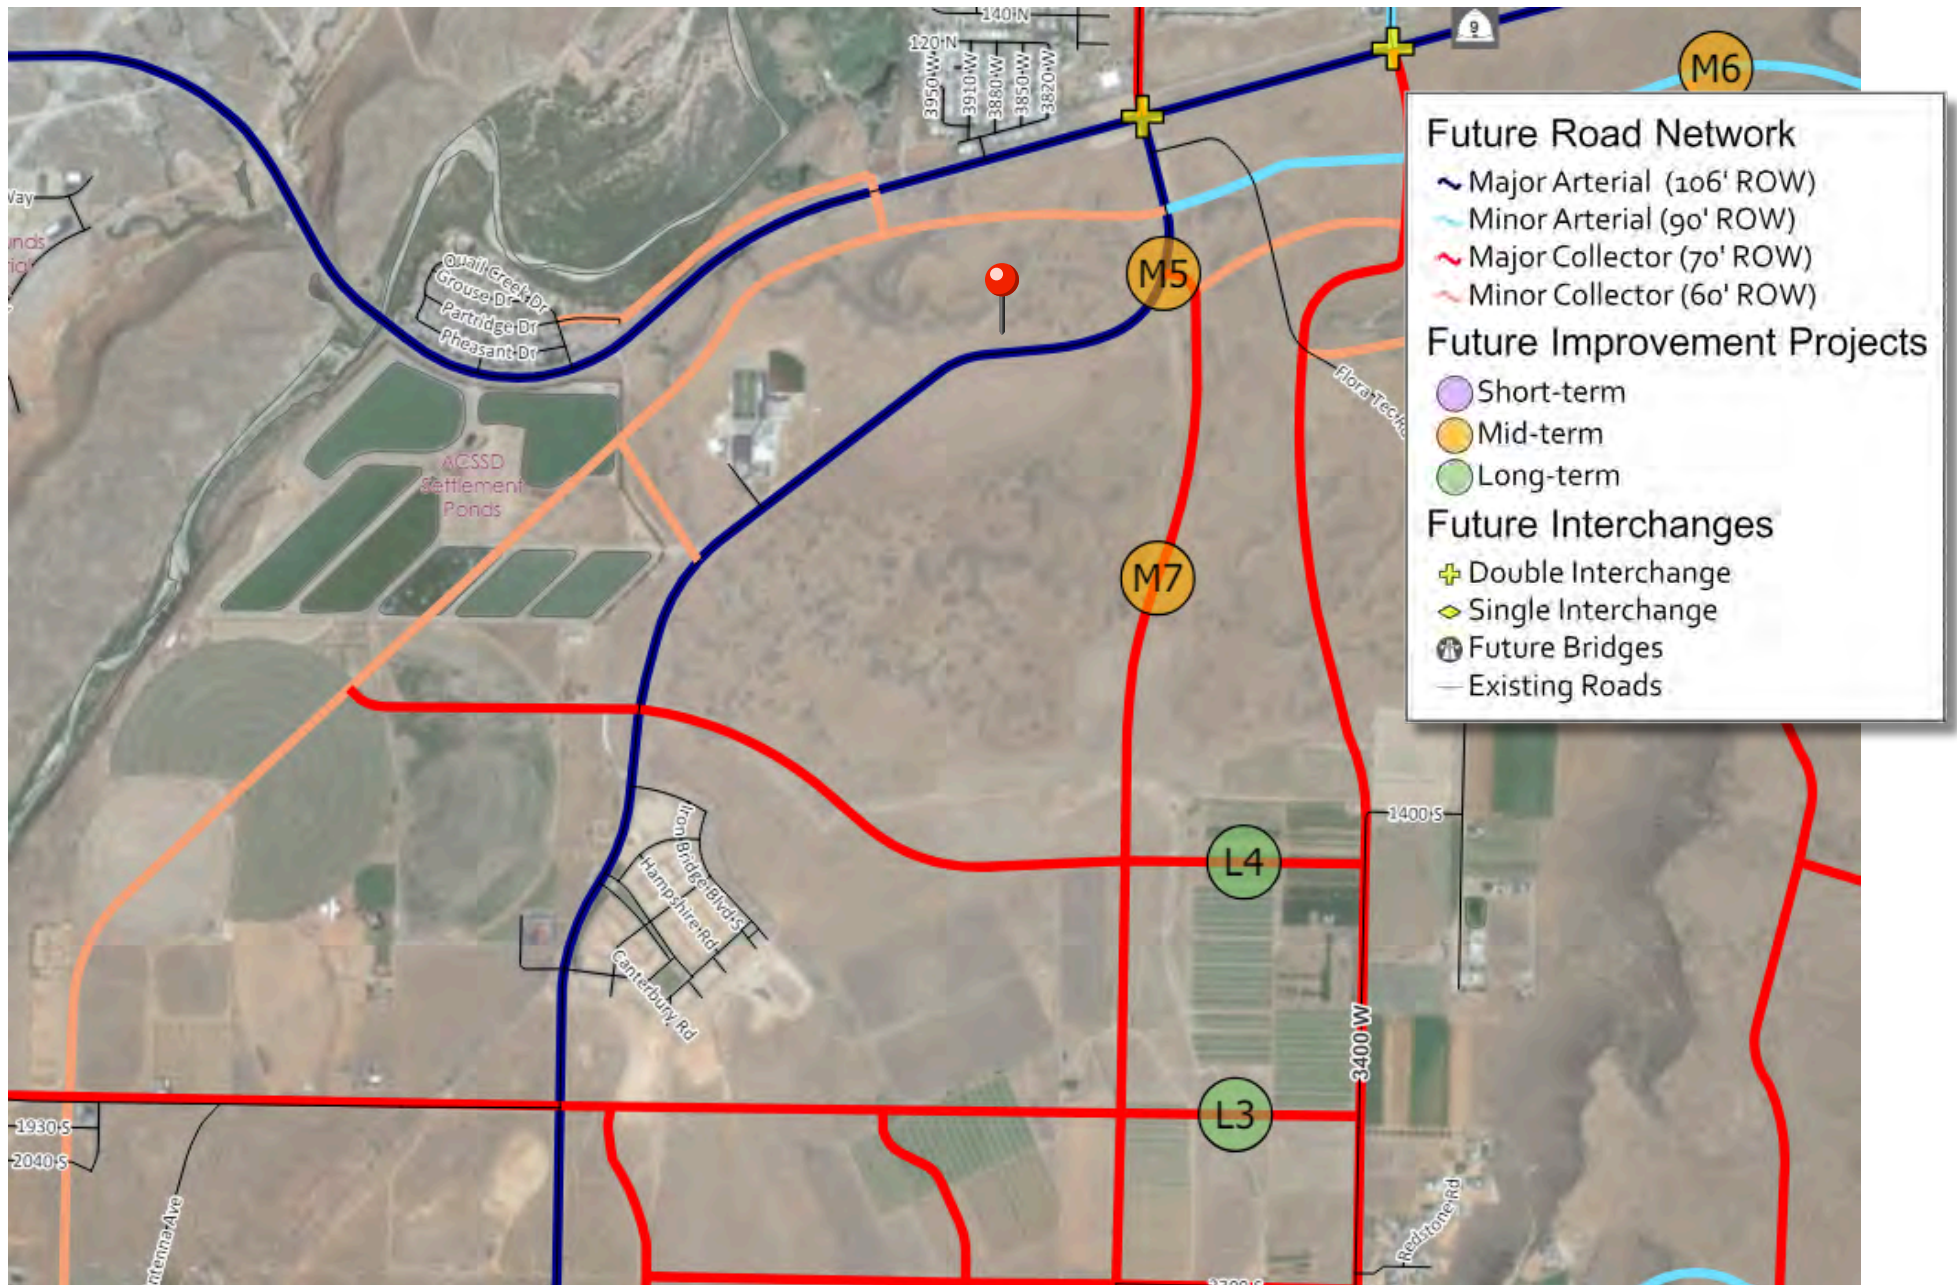 140 N
120 N
3950 W
3910 W
3880 W
3850 W
3820 W
9
M6
Way
Quail Creek Dr
Grouse Dr
Partridge Dr
Pheasant Dr
M5
ACSSD
Settlement
Ponds
M7
Future Road Network
Major Arterial (106' ROW)
Minor Arterial (90' ROW)
Major Collector (70' ROW)
Minor Collector (60' ROW)
Future Improvement Projects
Short-term
Mid-term
Long-term
Future Interchanges
Double Interchange
Single Interchange
Future Bridges
Existing Roads
Flora Tec
1400 S
Iron Bridge Blvd S
Hampshire Rd
Canterbury Rd
L4
3400 W
L3
1930 S
2040 S
Redstone Rd